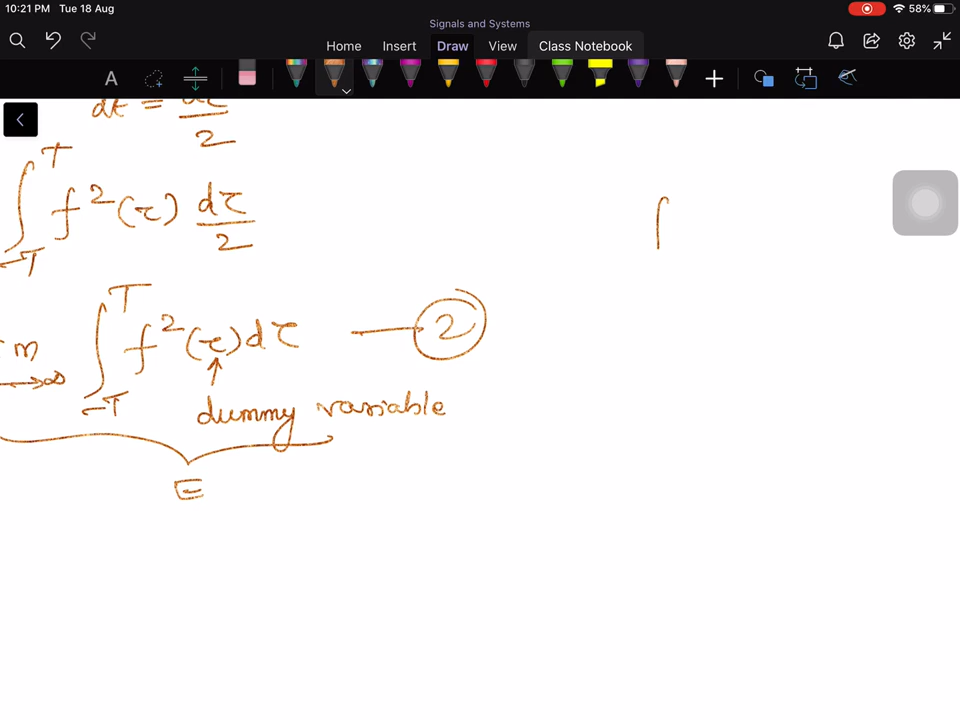 10:21 PM Tue 18 Aug
58%
Signals and Systems
Home Insert Draw View Class Notebook
A
dt = dτ/2
∫_{-T}^{T} f²(τ) dτ/2
∫_{-T}^{T} f²(τ)dτ — ②
→∞
dummy variable
E
∫